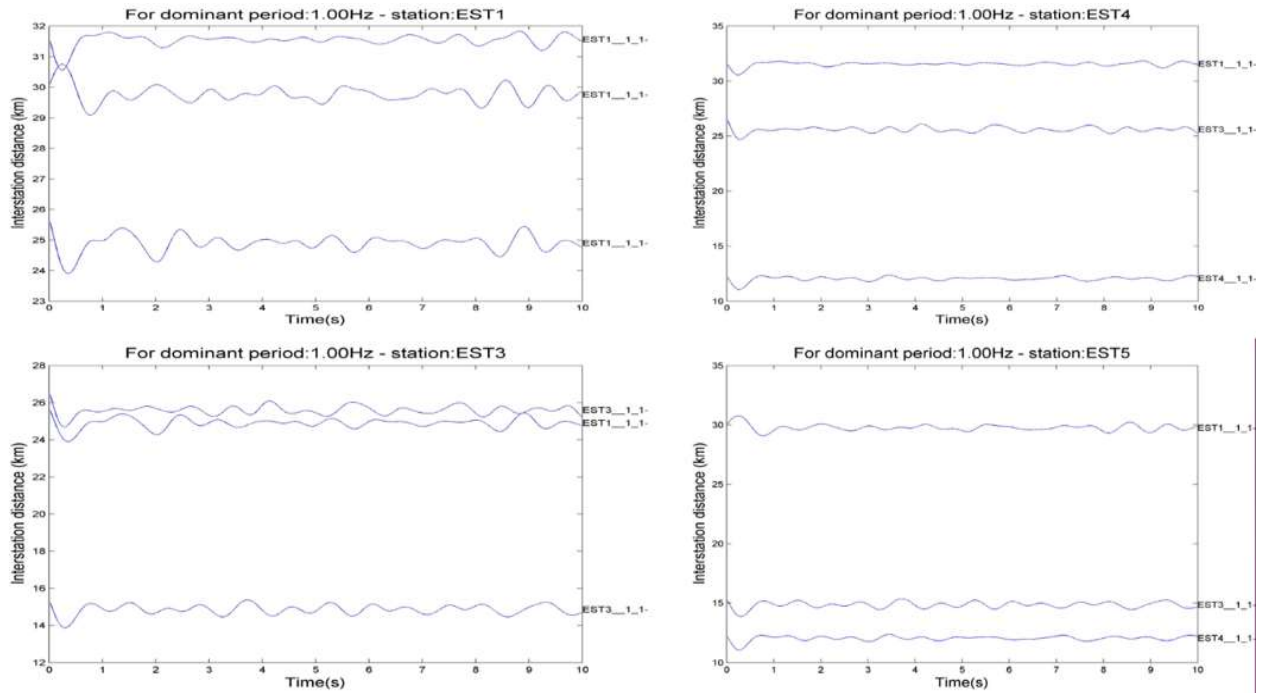 For dominant period:1.00Hz - station:EST1
Interstation distance (km)
32
31
30
29
28
27
26
25
24
23
EST1__1_1-
EST1__1_1-
EST1__1_1-
0 1 2 3 4 5 6 7 8 9 10
Time(s)
For dominant period:1.00Hz - station:EST4
Interstation distance (km)
35
30
25
20
15
10
EST1__1_1-
EST3__1_1-
EST4__1_1-
0 1 2 3 4 5 6 7 8 9 10
Time(s)
For dominant period:1.00Hz - station:EST3
Interstation distance (km)
28
26
24
22
20
18
16
14
12
EST3__1_1-
EST1__1_1-
EST3__1_1-
0 1 2 3 4 5 6 7 8 9 10
Time(s)
For dominant period:1.00Hz - station:EST5
Interstation distance (km)
35
30
25
20
15
10
EST1__1_1-
EST3__1_1-
EST4__1_1-
0 1 2 3 4 5 6 7 8 9 10
Time(s)